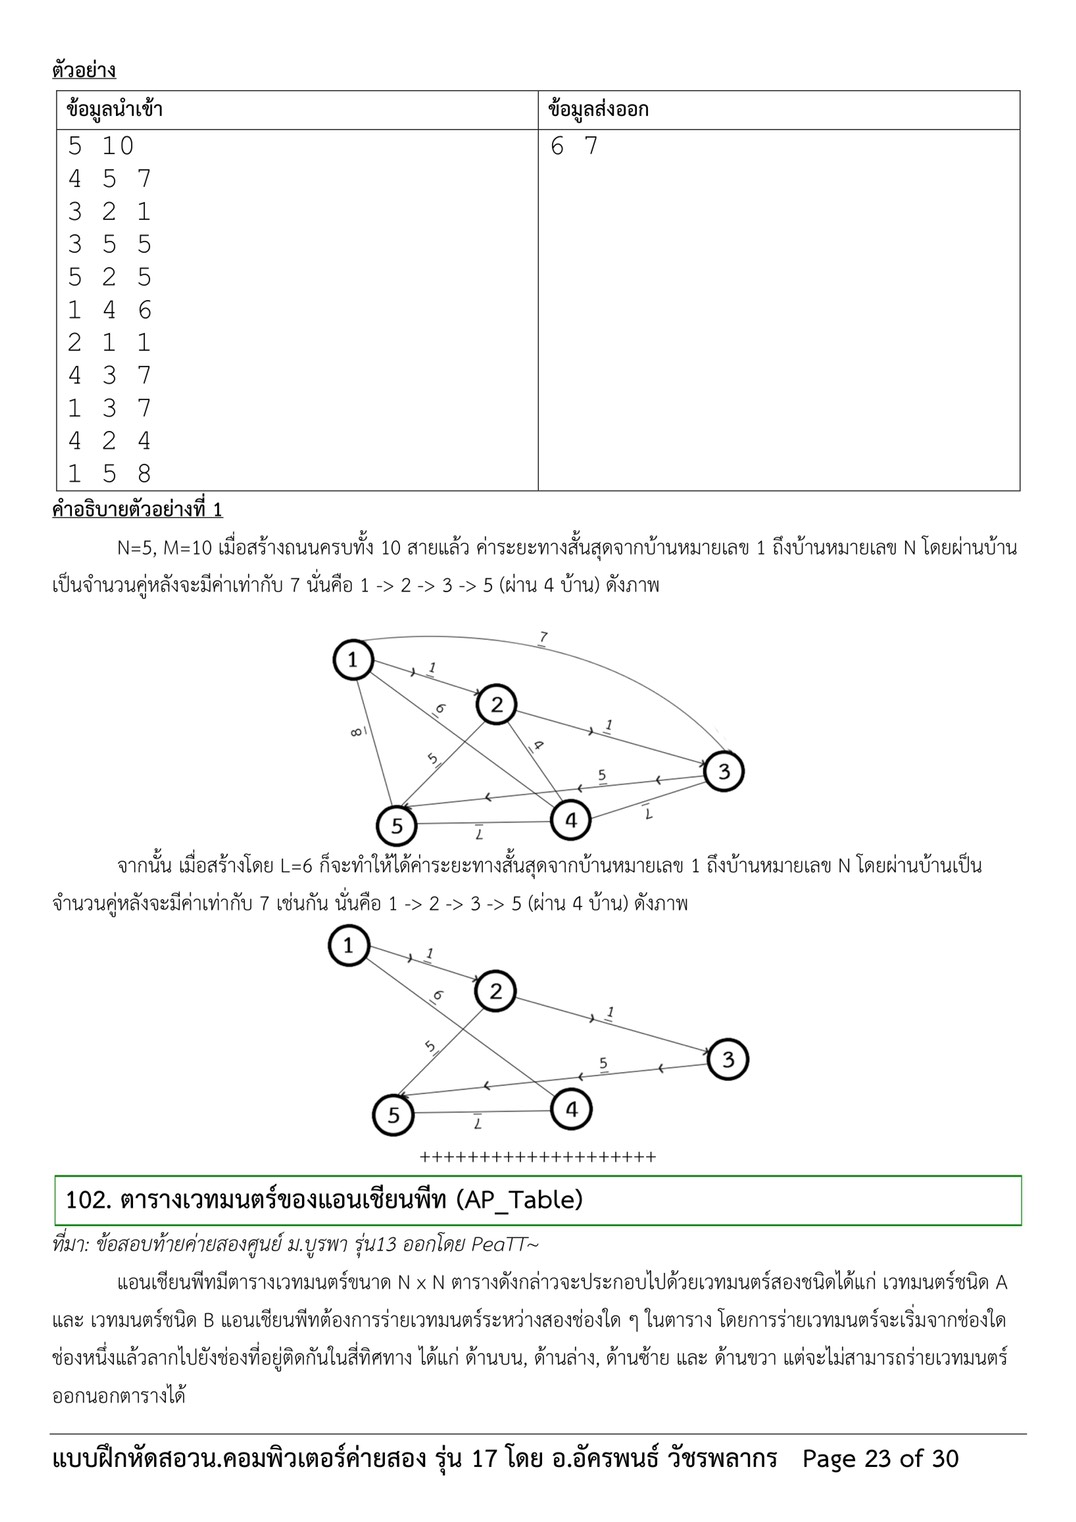 ตัวอย่าง
ข้อมูลนำเข้า ข้อมูลส่งออก
5 10 6 7
4 5 7
3 2 1
3 5 5
5 2 5
1 4 6
2 1 1
4 3 7
1 3 7
4 2 4
1 5 8
คำอธิบายตัวอย่างที่ 1
N=5, M=10 เมื่อสร้างถนนครบทั้ง 10 สายแล้ว ค่าระยะทางสั้นสุดจากบ้านหมายเลข 1 ถึงบ้านหมายเลข N โดยผ่านบ้าน
เป็นจำนวนคู่หลังจะมีค่าเท่ากับ 7 นั่นคือ 1 -> 2 -> 3 -> 5 (ผ่าน 4 บ้าน) ดังภาพ
7
1
1
2
6
8
1
4
5
5
3
7
5
4
7
จากนั้น เมื่อสร้างโดย L=6 ก็จะทำให้ได้ค่าระยะทางสั้นสุดจากบ้านหมายเลข 1 ถึงบ้านหมายเลข N โดยผ่านบ้านเป็น
จำนวนคู่หลังจะมีค่าเท่ากับ 7 เช่นกัน นั่นคือ 1 -> 2 -> 3 -> 5 (ผ่าน 4 บ้าน) ดังภาพ
1
1
2
6
1
5
5
3
5
4
7
++++++++++++++++++++
102. ตารางเวทมนตร์ของแอนเชียนพีท (AP_Table)
ที่มา: ข้อสอบท้ายค่ายสองศูนย์ ม.บูรพา รุ่น13 ออกโดย PeaTT~
แอนเชียนพีทมีตารางเวทมนตร์ขนาด N x N ตารางดังกล่าวจะประกอบไปด้วยเวทมนตร์สองชนิดได้แก่ เวทมนตร์ชนิด A
และ เวทมนตร์ชนิด B แอนเชียนพีทต้องการร่ายเวทมนตร์ระหว่างสองช่องใด ๆ ในตาราง โดยการร่ายเวทมนตร์จะเริ่มจากช่องใด
ช่องหนึ่งแล้วลากไปยังช่องที่อยู่ติดกันในสี่ทิศทาง ได้แก่ ด้านบน, ด้านล่าง, ด้านซ้าย และ ด้านขวา แต่จะไม่สามารถร่ายเวทมนตร์
ออกนอกตารางได้
แบบฝึกหัดสอวน.คอมพิวเตอร์ค่ายสอง รุ่น 17 โดย อ.อัครพนธ์ วัชรพลากร Page 23 of 30